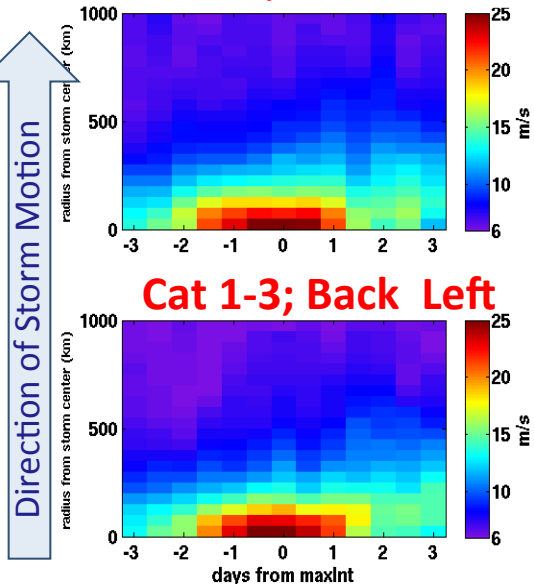 Direction of Storm Motion
1000
500
0
radius from storm center (km)
-3 -2 -1 0 1 2 3
25
20
15
10
6
m/s
Cat 1-3; Back Left
1000
500
0
radius from storm center (km)
-3 -2 -1 0 1 2 3
days from maxInt
25
20
15
10
6
m/s